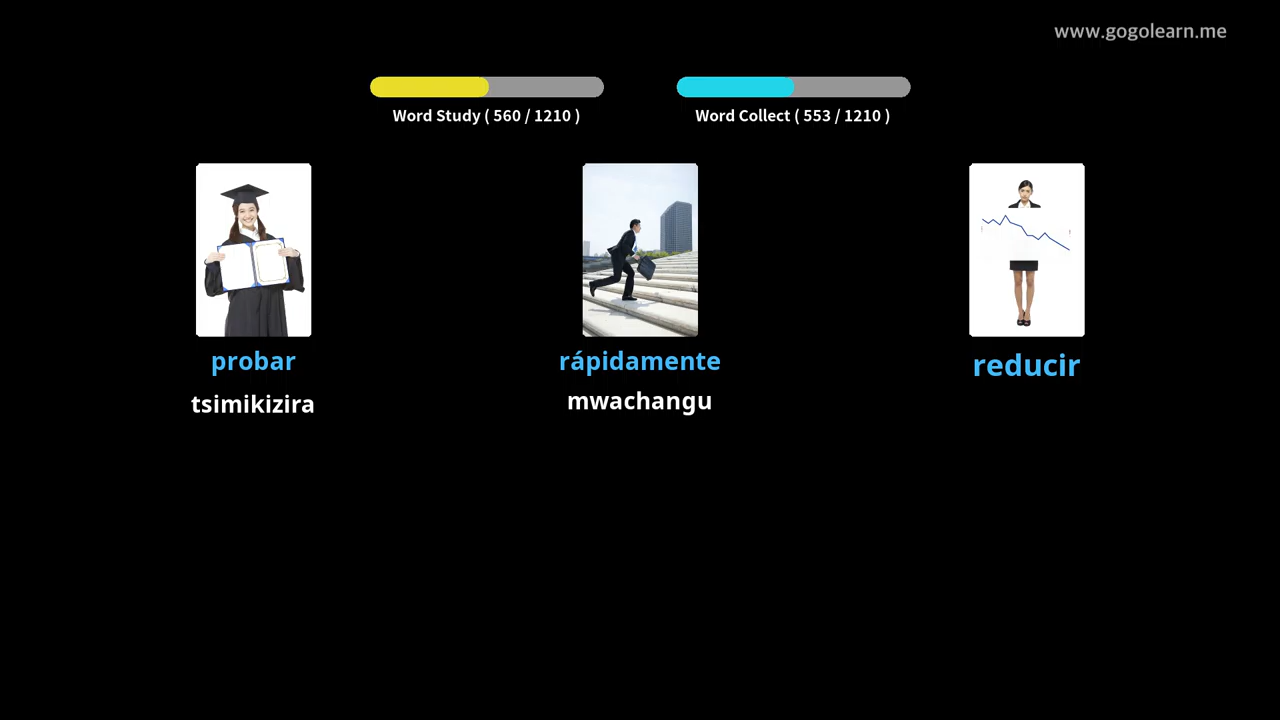 www.gogolearn.me
Word Study ( 560 / 1210 )
Word Collect ( 553 / 1210 )
probar
rápidamente
reducir
tsimikizira
mwachangu